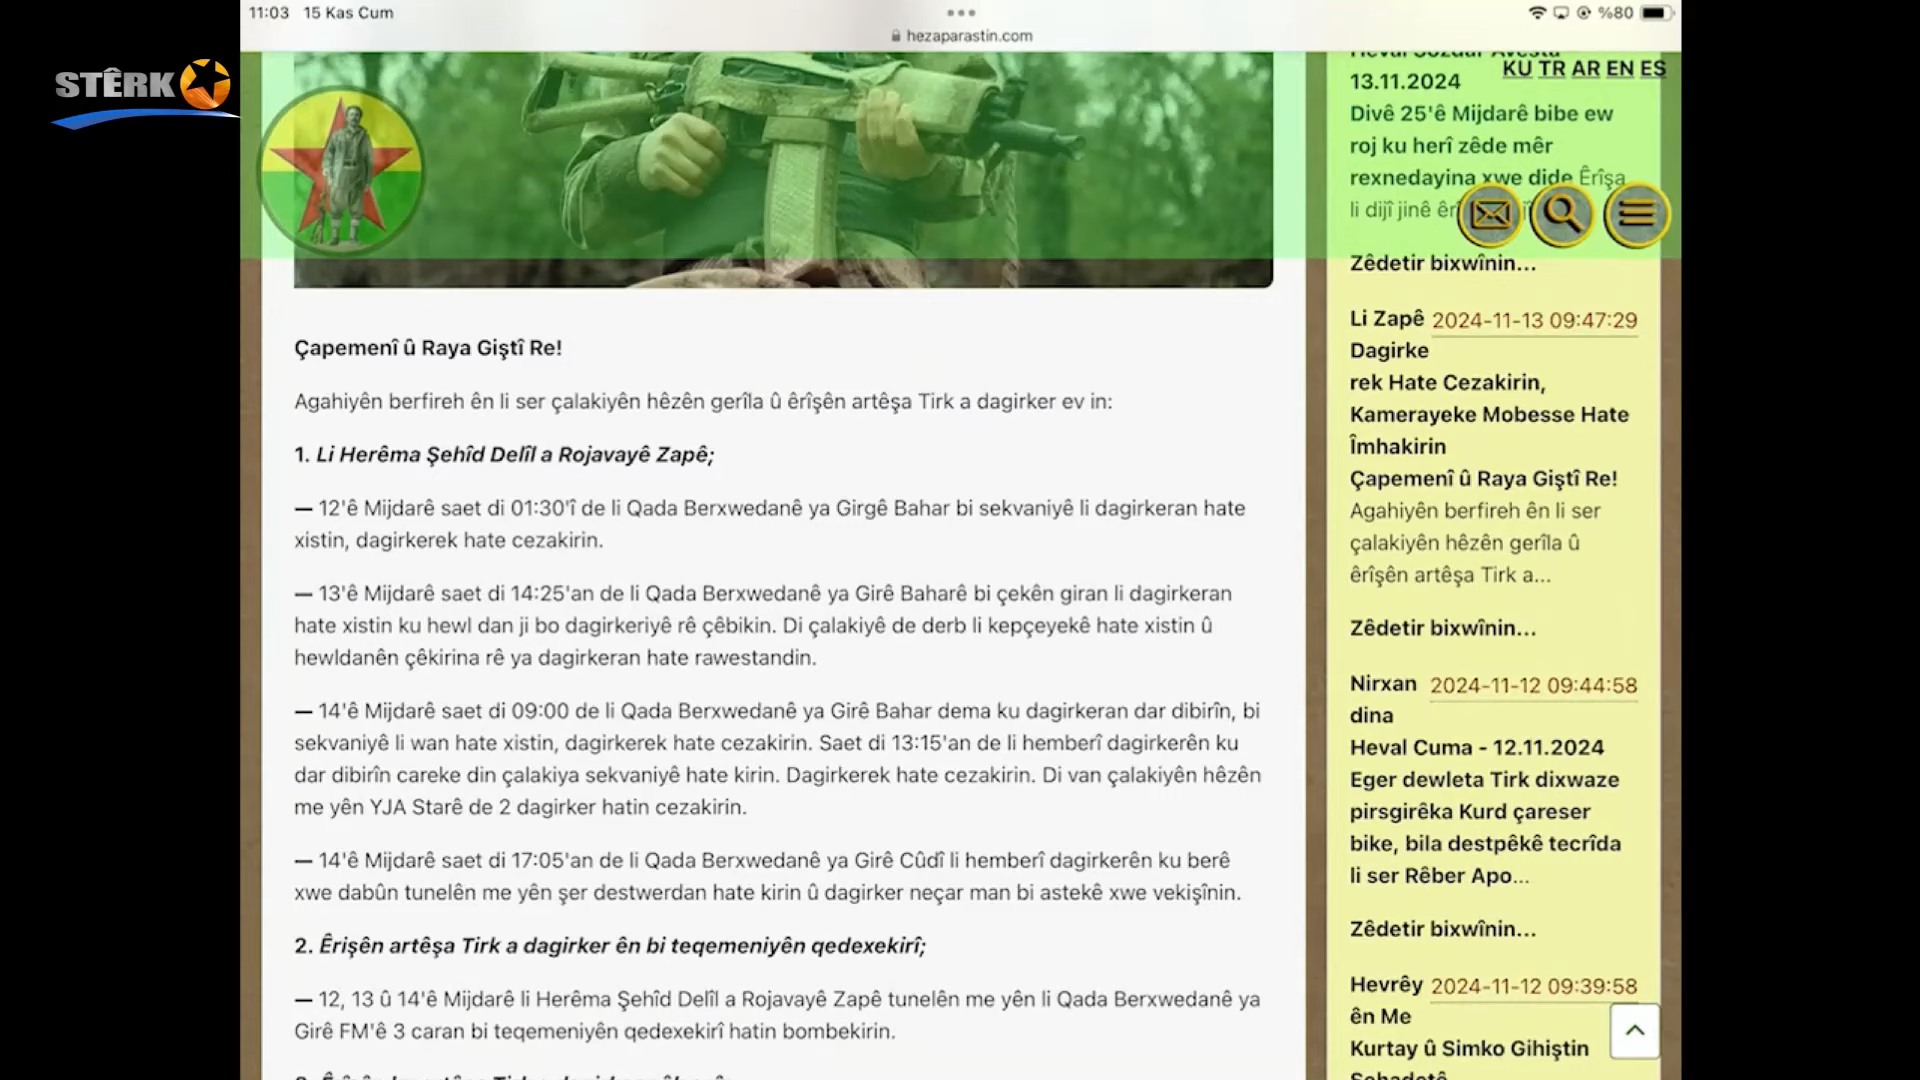 11:03 15 Kas Cum
%80
hezaparastin.com
STÊRK
KU TR AR EN ES
Çapemenî û Raya Giştî Re!
Agahiyên berfireh ên li ser çalakiyên hêzên gerîla û êrîşên artêşa Tirk a dagirker ev in:
1. Li Herêma Şehîd Delîl a Rojavayê Zapê;
— 12'ê Mijdarê saet di 01:30'î de li Qada Berxwedanê ya Girgê Bahar bi sekvaniyê li dagirkeran hate
xistin, dagirkerek hate cezakirin.
— 13'ê Mijdarê saet di 14:25'an de li Qada Berxwedanê ya Girê Baharê bi çekên giran li dagirkeran
hate xistin ku hewl dan ji bo dagirkeriyê rê çêbikin. Di çalakiyê de derb li kepçeyekê hate xistin û
hewldanên çêkirina rê ya dagirkeran hate rawestandin.
— 14'ê Mijdarê saet di 09:00 de li Qada Berxwedanê ya Girê Bahar dema ku dagirkeran dar dibirîn, bi
sekvaniyê li wan hate xistin, dagirkerek hate cezakirin. Saet di 13:15'an de li hemberî dagirkerên ku
dar dibirîn careke din çalakiya sekvaniyê hate kirin. Dagirkerek hate cezakirin. Di van çalakiyên hêzên
me yên YJA Starê de 2 dagirker hatin cezakirin.
— 14'ê Mijdarê saet di 17:05'an de li Qada Berxwedanê ya Girê Cûdî li hemberî dagirkerên ku berê
xwe dabûn tunelên me yên şer destwerdan hate kirin û dagirker neçar man bi astekê xwe vekişînin.
2. Êrişên artêşa Tirk a dagirker ên bi teqemeniyên qedexekirî;
— 12, 13 û 14'ê Mijdarê li Herêma Şehîd Delîl a Rojavayê Zapê tunelên me yên li Qada Berxwedanê ya
Girê FM'ê 3 caran bi teqemeniyên qedexekirî hatin bombekirin.
Heval Sozdar Avesta
13.11.2024
Divê 25'ê Mijdarê bibe ew
roj ku herî zêde mêr
rexnedayina xwe dide Êrîşa
li dijî jinê
Zêdetir bixwînin...
Li Zapê 2024-11-13 09:47:29
Dagirke
rek Hate Cezakirin,
Kamerayeke Mobesse Hate
Îmhakirin
Çapemenî û Raya Giştî Re!
Agahiyên berfireh ên li ser
çalakiyên hêzên gerîla û
êrîşên artêşa Tirk a...
Zêdetir bixwînin...
Nirxan 2024-11-12 09:44:58
dina
Heval Cuma - 12.11.2024
Eger dewleta Tirk dixwaze
pirsgirêka Kurd çareser
bike, bila destpêkê tecrîda
li ser Rêber Apo...
Zêdetir bixwînin...
Hevrêy 2024-11-12 09:39:58
ên Me
Kurtay û Simko Gihiştin